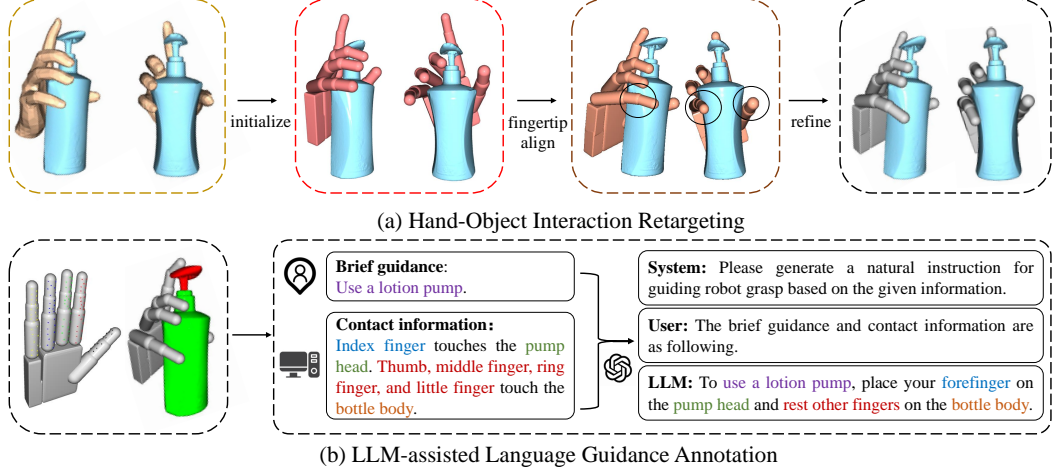 initialize
fingertip
align
refine
(a) Hand-Object Interaction Retargeting
Brief guidance:
Use a lotion pump.
Contact information:
Index finger touches the pump
head. Thumb, middle finger, ring
finger, and little finger touch the
bottle body.
System: Please generate a natural instruction for
guiding robot grasp based on the given information.
User: The brief guidance and contact information are
as following.
LLM: To use a lotion pump, place your forefinger on
the pump head and rest other fingers on the bottle body.
(b) LLM-assisted Language Guidance Annotation